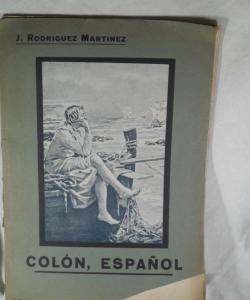 J. RODRIGUEZ MARTINEZ
COLÓN, ESPAÑOL